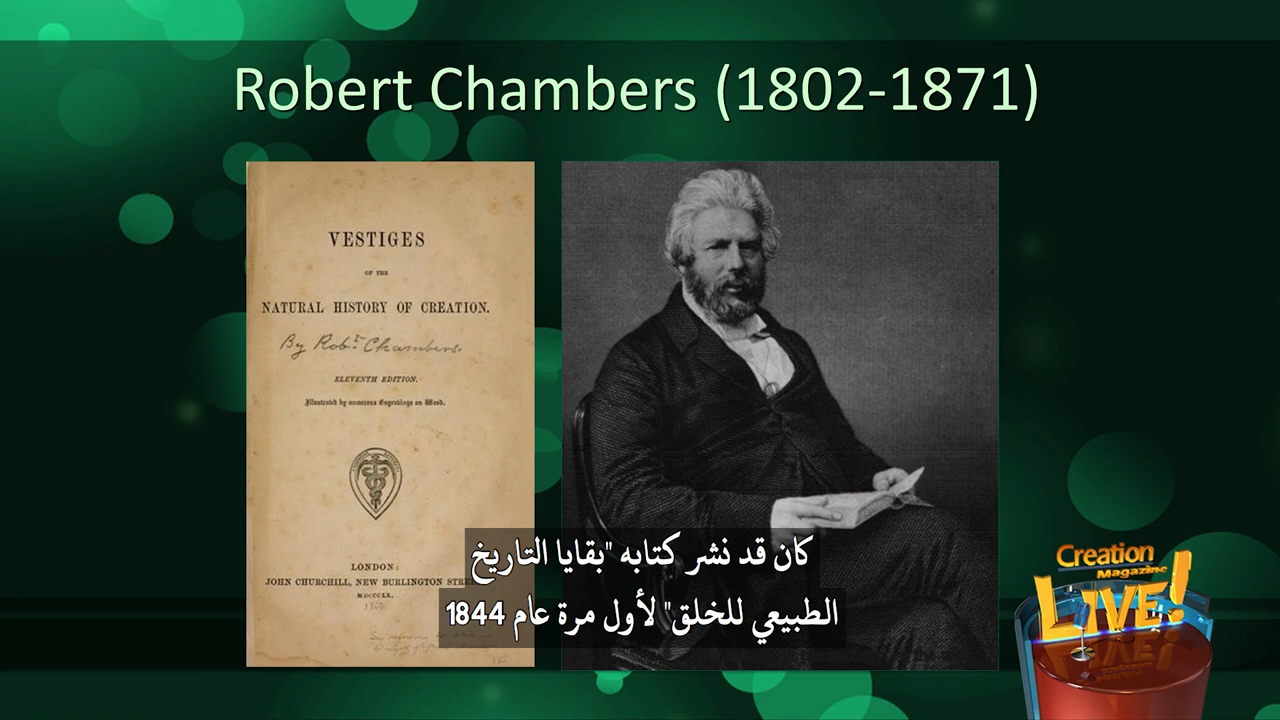 Robert Chambers (1802-1871)
VESTIGES
OF THE
NATURAL HISTORY OF CREATION.
By Robt. Chambers.
ELEVENTH EDITION.
Illustrated by numerous Engravings on Wood.
LONDON:
JOHN CHURCHILL, NEW BURLINGTON
MDCCCLX.
1860
كان قد نشر كتابه "بقايا التاريخ
الطبيعي للخلق" لأول مرة عام 1844
Creation
Magazine
LIVE!